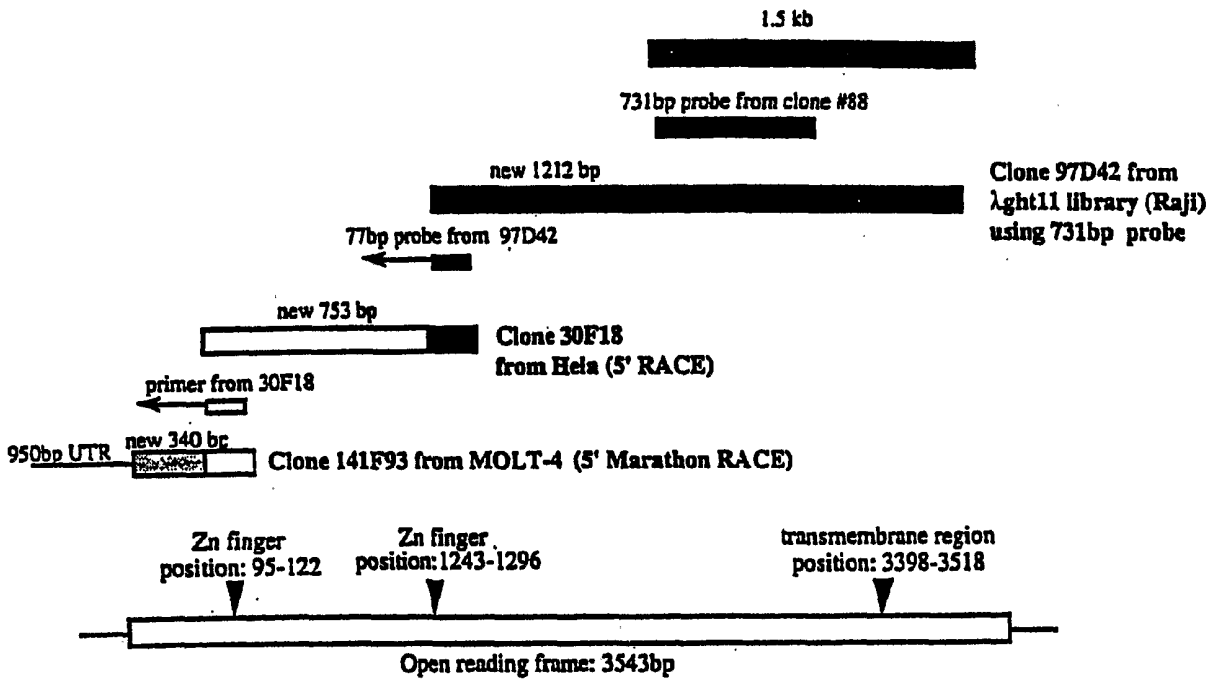 1.5 kb
731bp probe from clone #88
new 1212 bp
Clone 97D42 from
λght11 library (Raji)
using 731bp probe
77bp probe from 97D42
new 753 bp
Clone 30F18
from Hela (5' RACE)
primer from 30F18
950bp UTR
new 340 bp
Clone 141F93 from MOLT-4 (5' Marathon RACE)
Zn finger
position: 95-122
Zn finger
position:1243-1296
transmembrane region
position: 3398-3518
Open reading frame: 3543bp